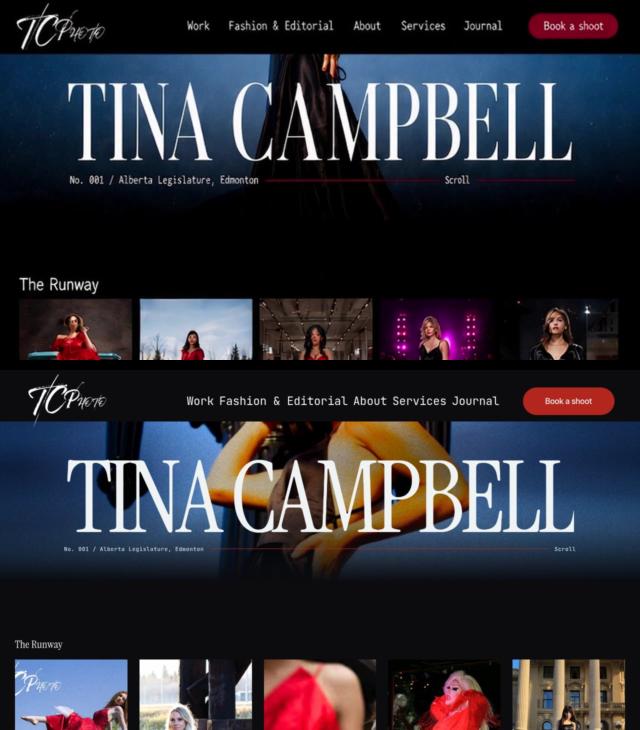 TCPHOTO Work Fashion & Editorial About Services Journal Book a shoot
TINA CAMPBELL
No. 001 / Alberta Legislature, Edmonton Scroll
The Runway
TCPHOTO Work Fashion & Editorial About Services Journal Book a shoot
TINA CAMPBELL
No. 001 / Alberta Legislature, Edmonton Scroll
The Runway
CPHOTO